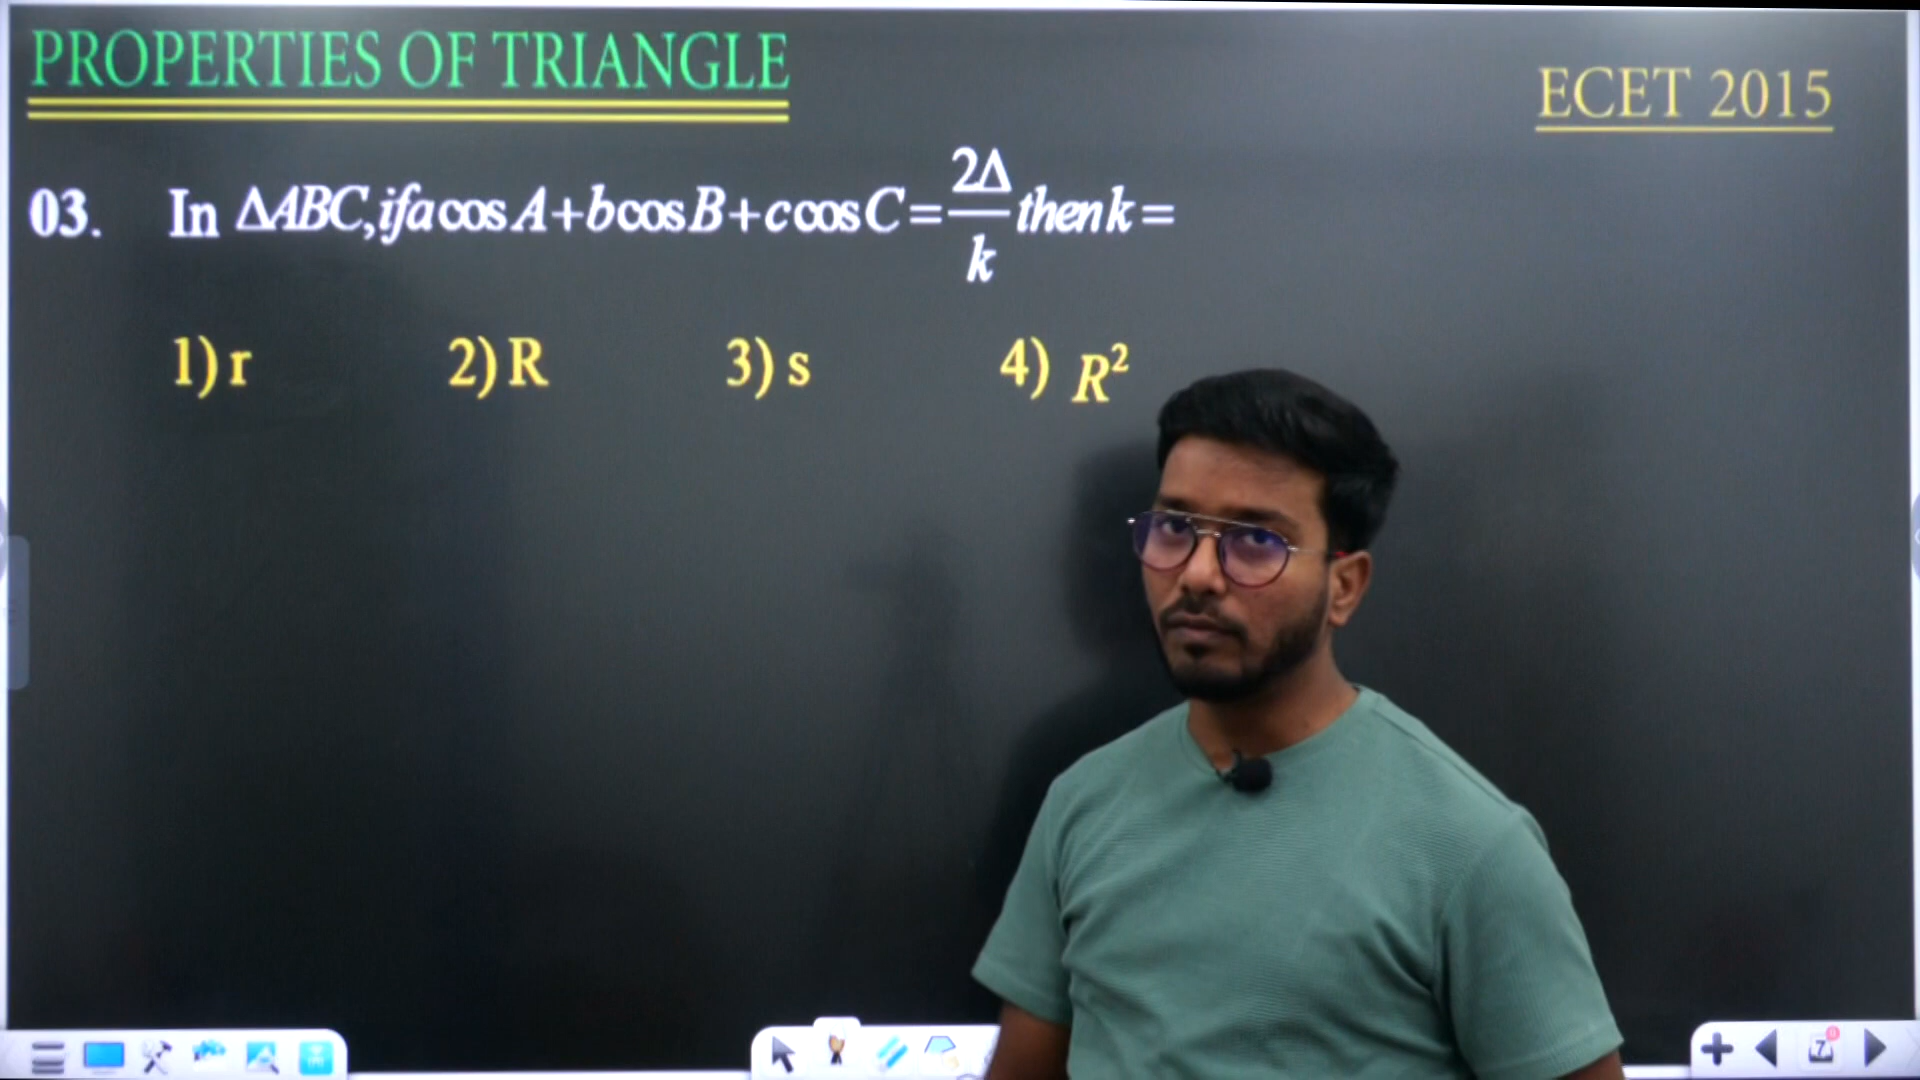 PROPERTIES OF TRIANGLE
ECET 2015
03. In ΔABC, if a cos A + b cos B + c cos C = 2Δ/k then k =
1) r 2) R 3) s 4) R²
7